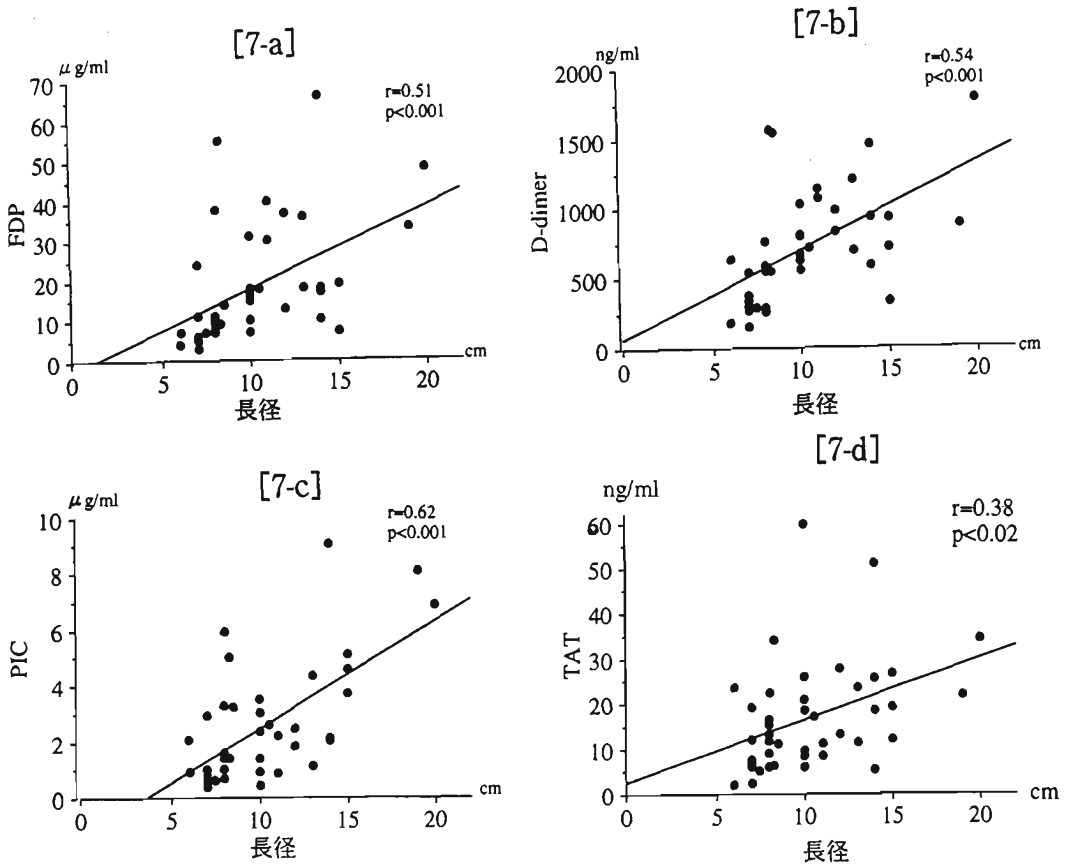 [7-a]
μg/ml
r=0.51
p<0.001
70
60
50
40
30
20
10
0
FDP
0
5
10
15
20
cm
長径
[7-b]
ng/ml
r=0.54
p<0.001
2000
1500
1000
500
0
D-dimer
0
5
10
15
20
cm
長径
[7-c]
μg/ml
r=0.62
p<0.001
10
8
6
4
2
0
PIC
0
5
10
15
20
cm
長径
[7-d]
ng/ml
r=0.38
p<0.02
60
50
40
30
20
10
0
TAT
0
5
10
15
20
cm
長径